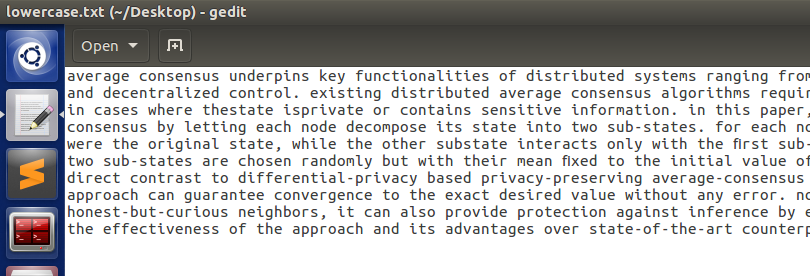 lowercase.txt (~/Desktop) - gedit
Open
average consensus underpins key functionalities of distributed systems ranging from
and decentralized control. existing distributed average consensus algorithms requir
in cases where thestate isprivate or contains sensitive information. in this paper,
consensus by letting each node decompose its state into two sub-states. for each no
were the original state, while the other substate interacts only with the first sub-
two sub-states are chosen randomly but with their mean fixed to the initial value of
direct contrast to differential-privacy based privacy-preserving average-consensus
approach can guarantee convergence to the exact desired value without any error. no
honest-but-curious neighbors, it can also provide protection against inference by e
the effectiveness of the approach and its advantages over state-of-the-art counterp